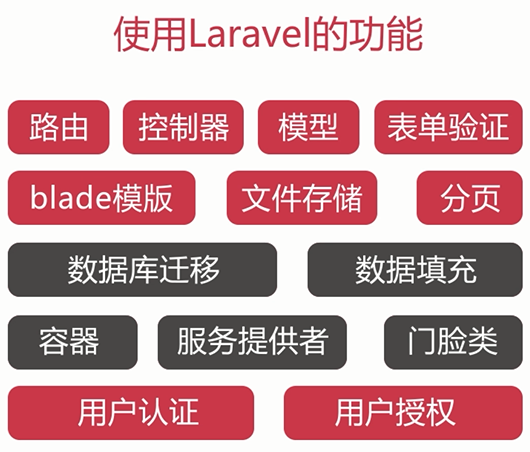 使用Laravel的功能
路由 控制器 模型 表单验证
blade模版 文件存储 分页
数据库迁移 数据填充
容器 服务提供者 门脸类
用户认证 用户授权